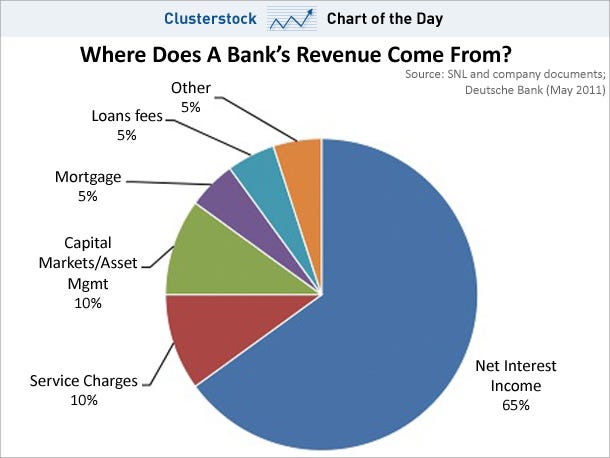 Clusterstock Chart of the Day
Where Does A Bank's Revenue Come From?
Source: SNL and company documents;
Deutsche Bank (May 2011)
Other
5%
Loans fees
5%
Mortgage
5%
Capital
Markets/Asset
Mgmt
10%
Service Charges
10%
Net Interest
Income
65%